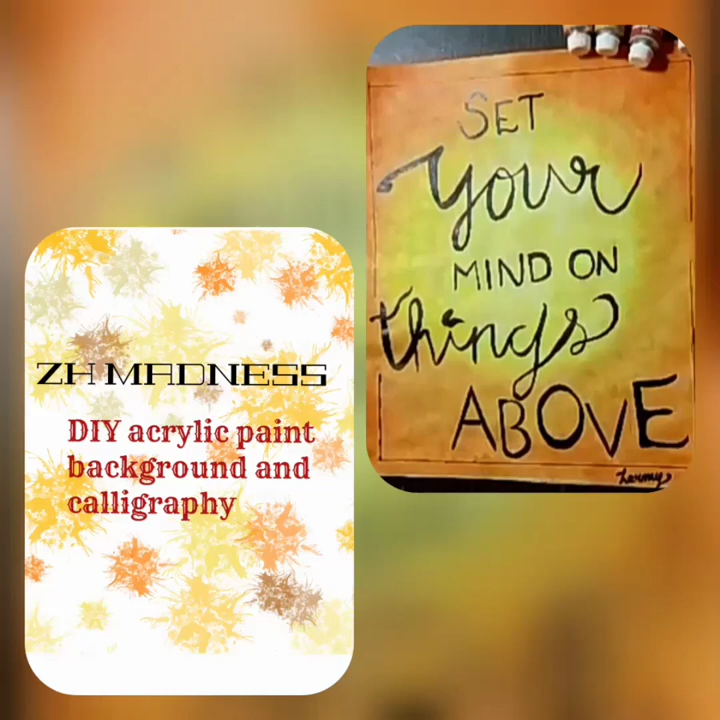 ZH MADNESS
DIY acrylic paint
background and
calligraphy
SET
your
MIND ON
things
ABOVE